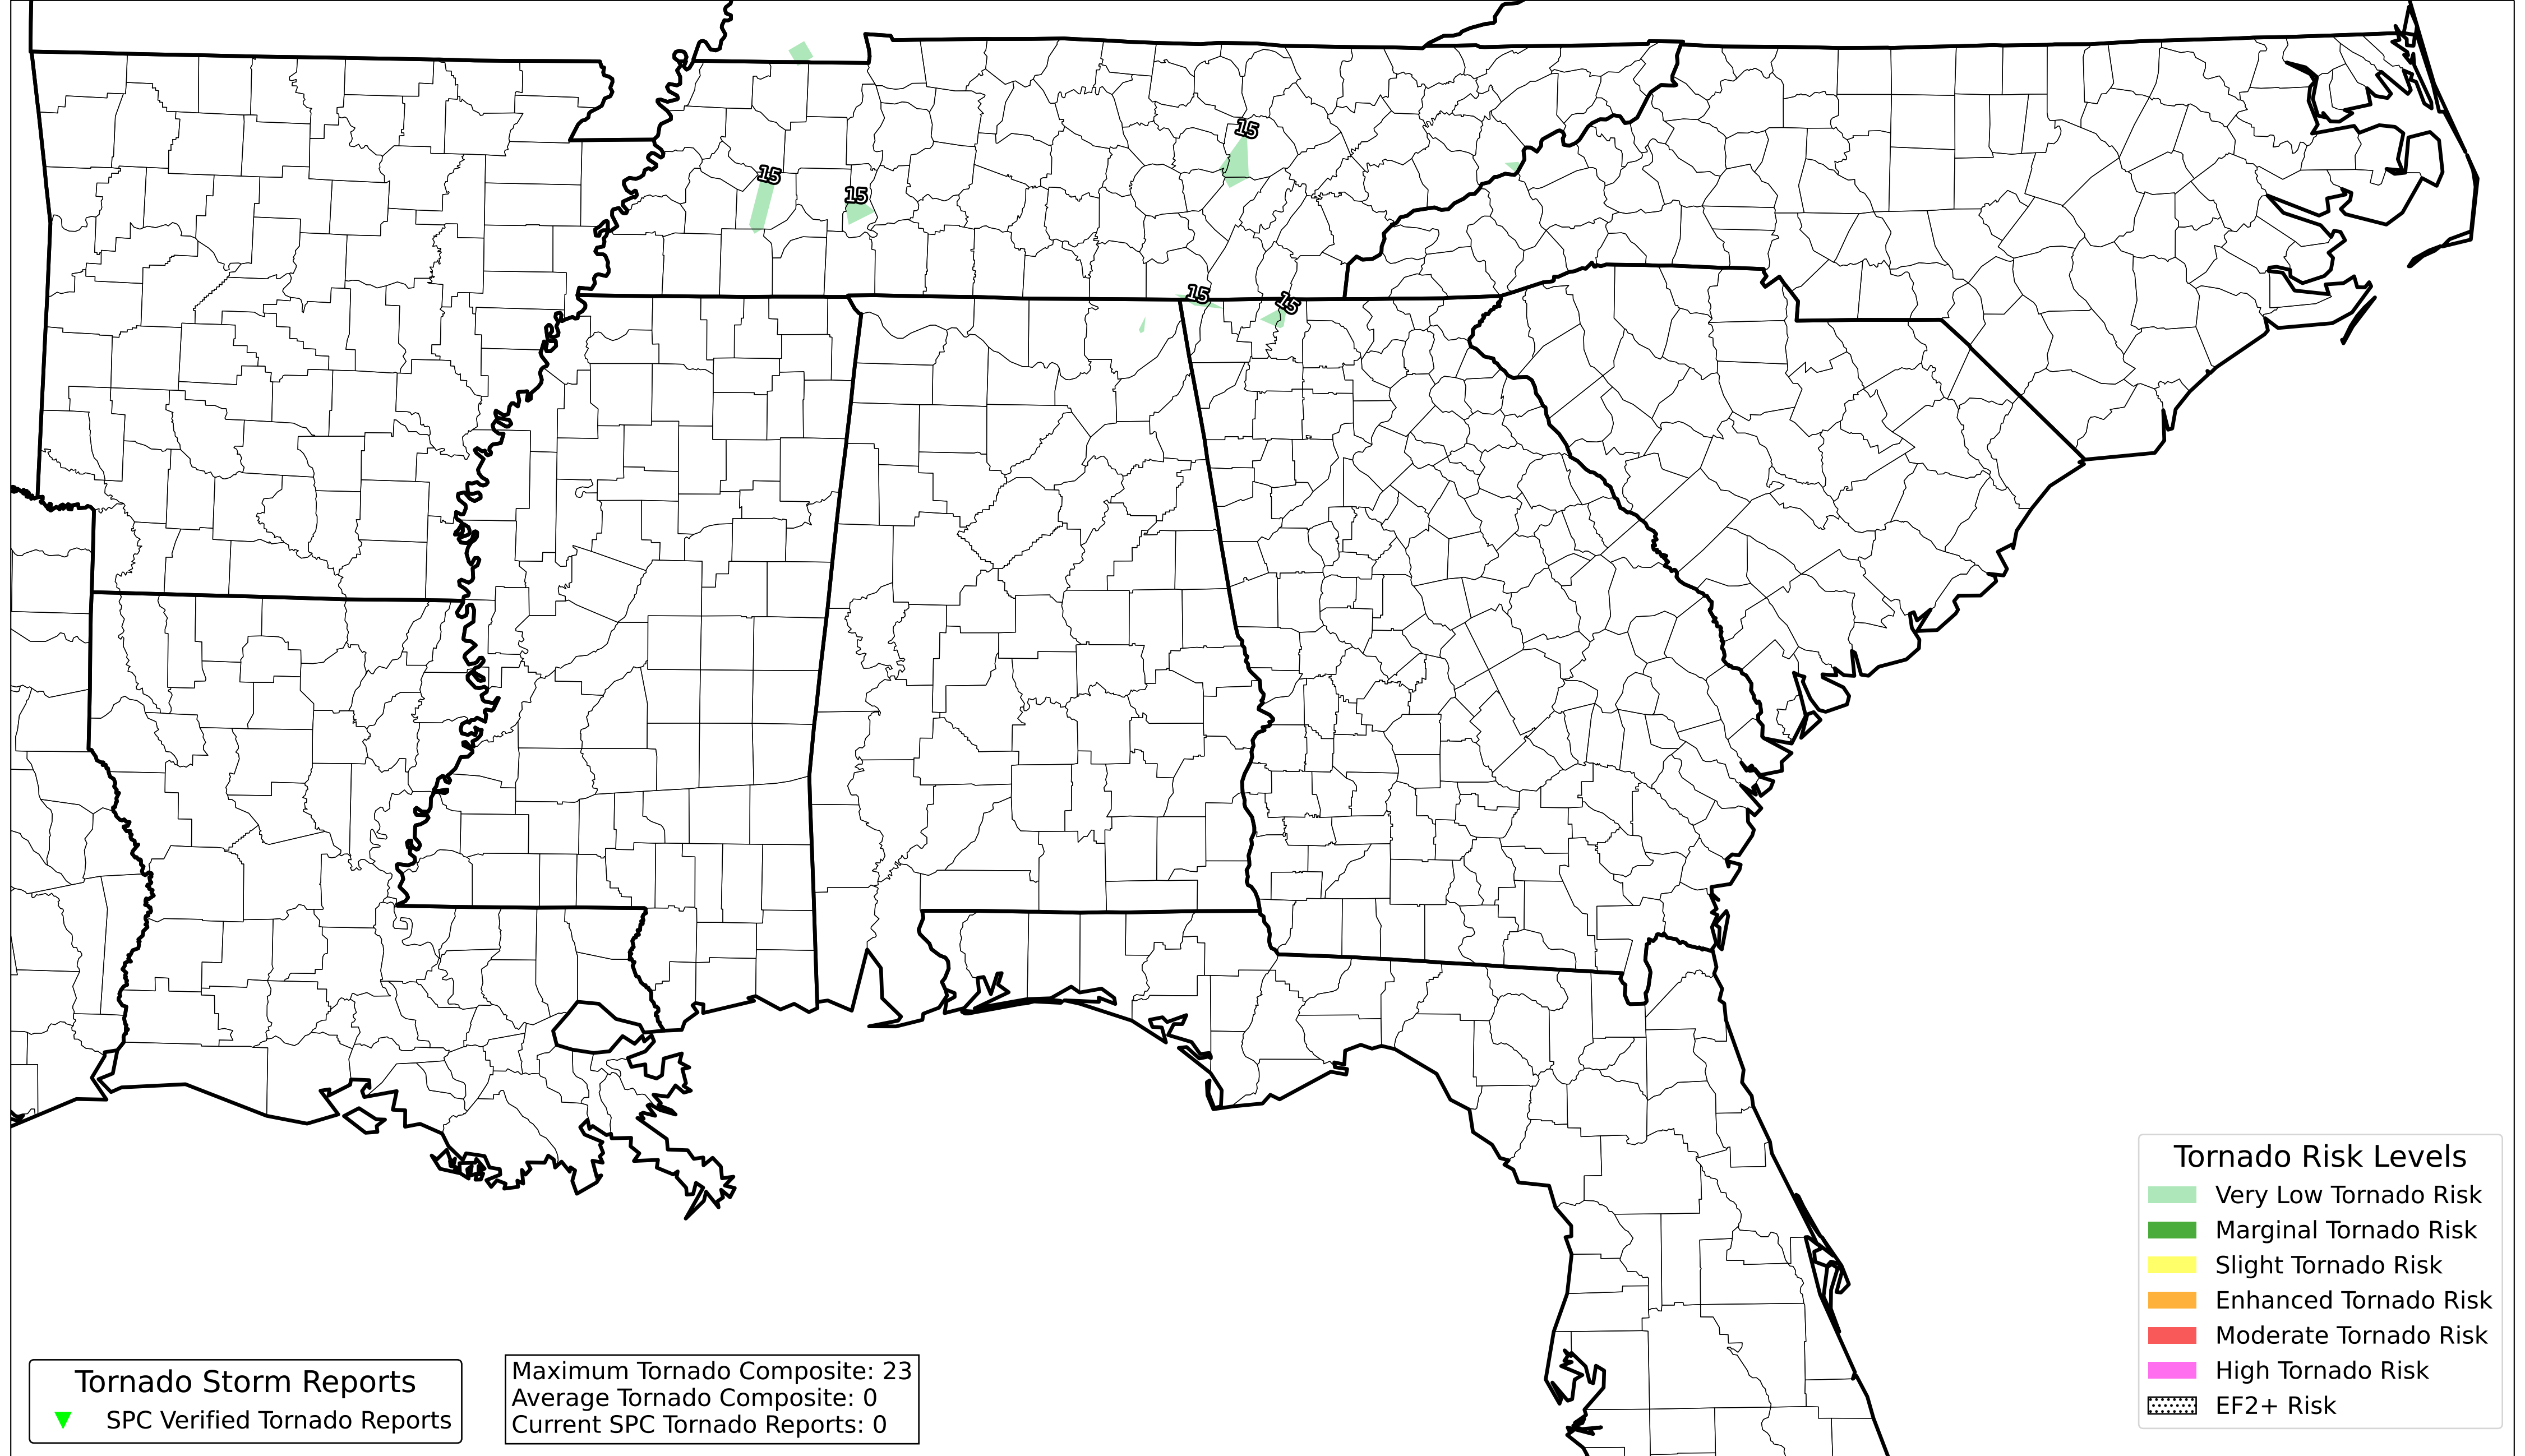 15
15
15
15
15
Tornado Risk Levels
Very Low Tornado Risk
Marginal Tornado Risk
Slight Tornado Risk
Enhanced Tornado Risk
Moderate Tornado Risk
High Tornado Risk
EF2+ Risk
Tornado Storm Reports
SPC Verified Tornado Reports
Maximum Tornado Composite: 23
Average Tornado Composite: 0
Current SPC Tornado Reports: 0